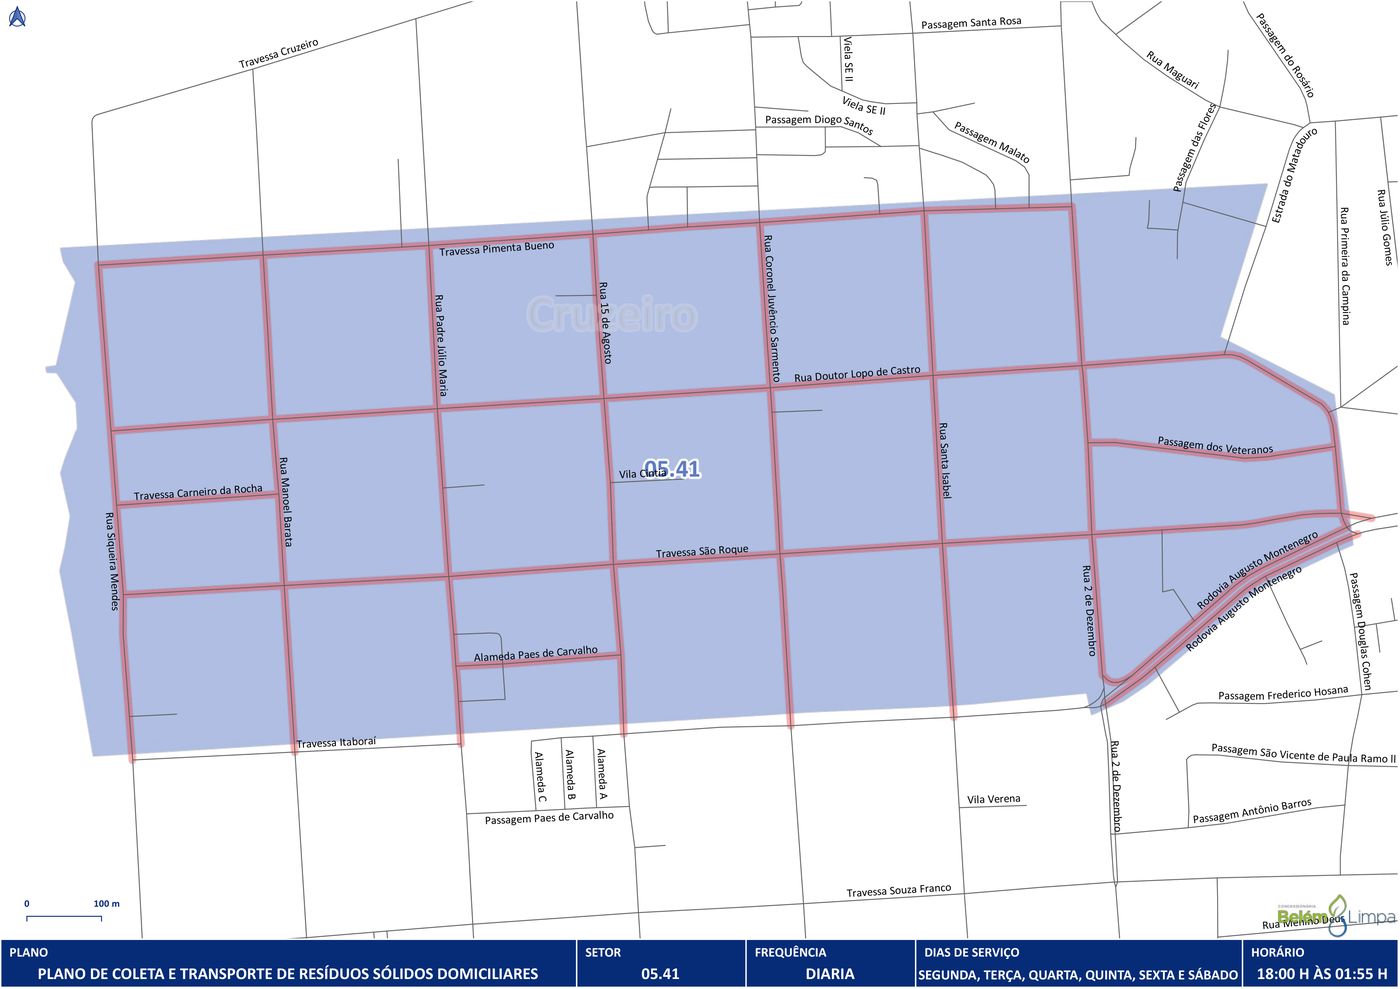 Travessa Cruzeiro
Passagem Santa Rosa
Viela SE II
Viela SE II
Passagem Diogo Santos
Passagem Malato
Rua Maguari
Passagem do Rosário
Passagem das Flores
Estrada do Matadouro
Rua Primeira da Campina
Rua Júlio Gomes
Travessa Pimenta Bueno
Rua Padre Júlio Maria
Rua 15 de Agosto
Cruzeiro
Rua Coronel Juvêncio Sarmento
Rua Doutor Lopo de Castro
Rua Santa Isabel
Passagem dos Veteranos
Vila Cintia
05.41
Travessa Carneiro da Rocha
Rua Manoel Barata
Rua Siqueira Mendes
Travessa São Roque
Rua 2 de Dezembro
Rodovia Augusto Montenegro
Rodovia Augusto Montenegro
Passagem Douglas Cohen
Alameda Paes de Carvalho
Passagem Frederico Hosana
Travessa Itaboraí
Alameda C
Alameda B
Alameda A
Passagem Paes de Carvalho
Rua 2 de Dezembro
Passagem São Vicente de Paula Ramo II
Vila Verena
Passagem Antônio Barros
Travessa Souza Franco
Rua Menino Deus
0 100 m
CONCESSIONÁRIA
Belém Limpa
PLANO
PLANO DE COLETA E TRANSPORTE DE RESÍDUOS SÓLIDOS DOMICILIARES
SETOR
05.41
FREQUÊNCIA
DIARIA
DIAS DE SERVIÇO
SEGUNDA, TERÇA, QUARTA, QUINTA, SEXTA E SÁBADO
HORÁRIO
18:00 H ÀS 01:55 H